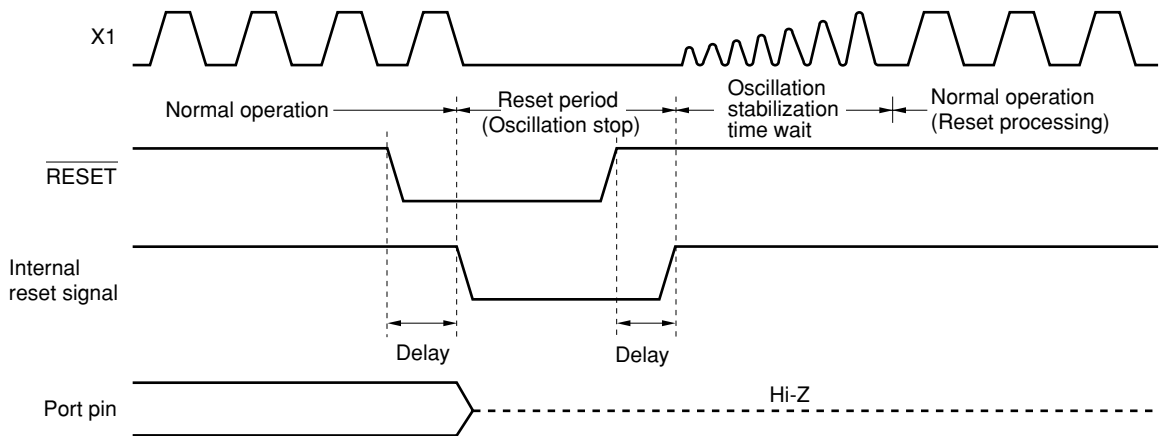 X1
Normal operation
Reset period
(Oscillation stop)
Oscillation
stabilization
time wait
Normal operation
(Reset processing)
RESET
Internal
reset signal
Delay
Delay
Port pin
Hi-Z